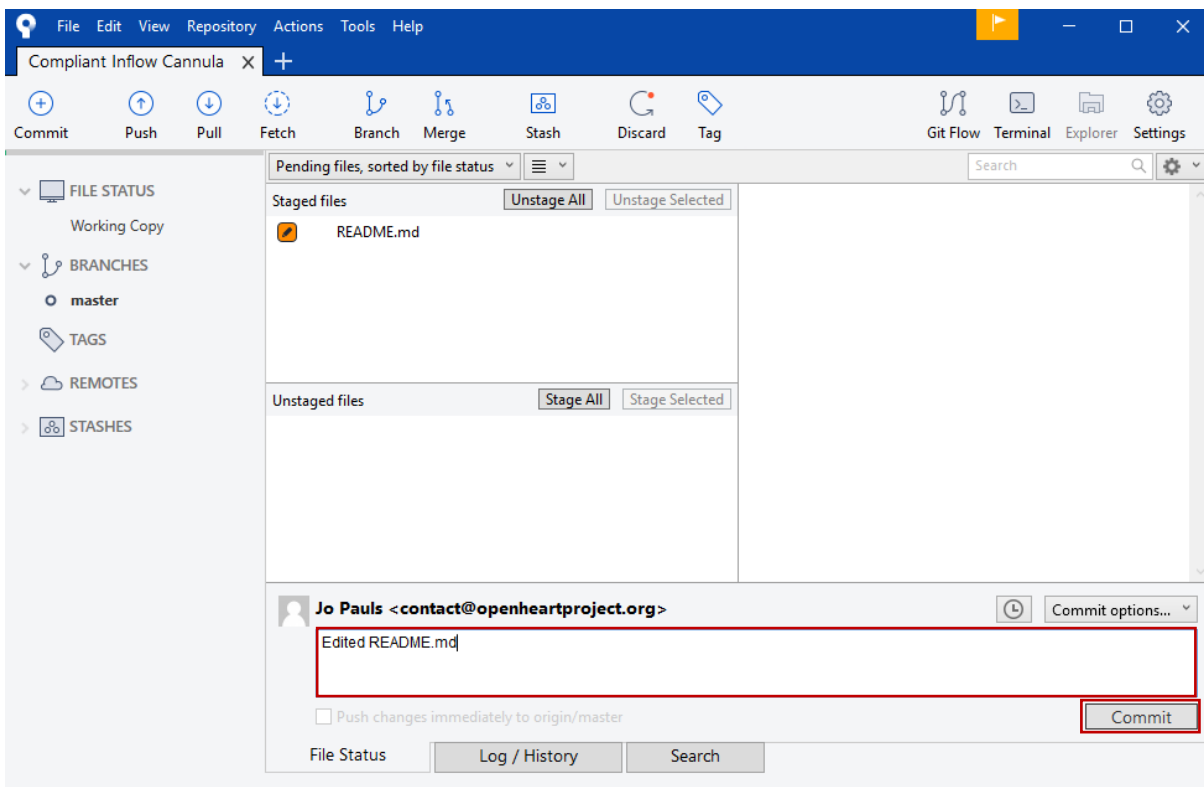 File Edit View Repository Actions Tools Help
Compliant Inflow Cannula
Commit Push Pull Fetch Branch Merge Stash Discard Tag Git Flow Terminal Explorer Settings
Pending files, sorted by file status Search
FILE STATUS
Working Copy
BRANCHES
master
TAGS
REMOTES
STASHES
Staged files Unstage All Unstage Selected
README.md
Unstaged files Stage All Stage Selected
Jo Pauls <contact@openheartproject.org> Commit options...
Edited README.md
Push changes immediately to origin/master Commit
File Status Log / History Search